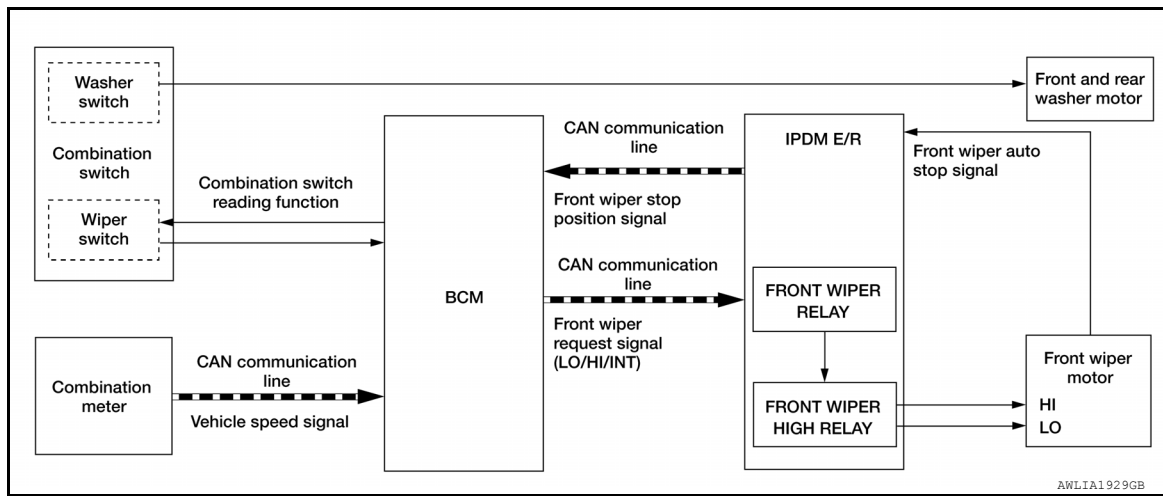 Washer
switch
Combination
switch
Wiper
switch
Combination switch
reading function
Combination
meter
CAN communication
line
Vehicle speed signal
BCM
CAN communication
line
Front wiper stop
position signal
CAN communication
line
Front wiper
request signal
(LO/HI/INT)
IPDM E/R
FRONT WIPER
RELAY
FRONT WIPER
HIGH RELAY
Front and rear
washer motor
Front wiper auto
stop signal
Front wiper
motor
HI
LO
AWLIA1929GB